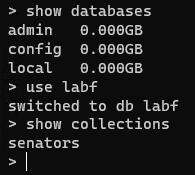 > show databases
admin   0.000GB
config  0.000GB
local   0.000GB
> use labf
switched to db labf
> show collections
senators
>